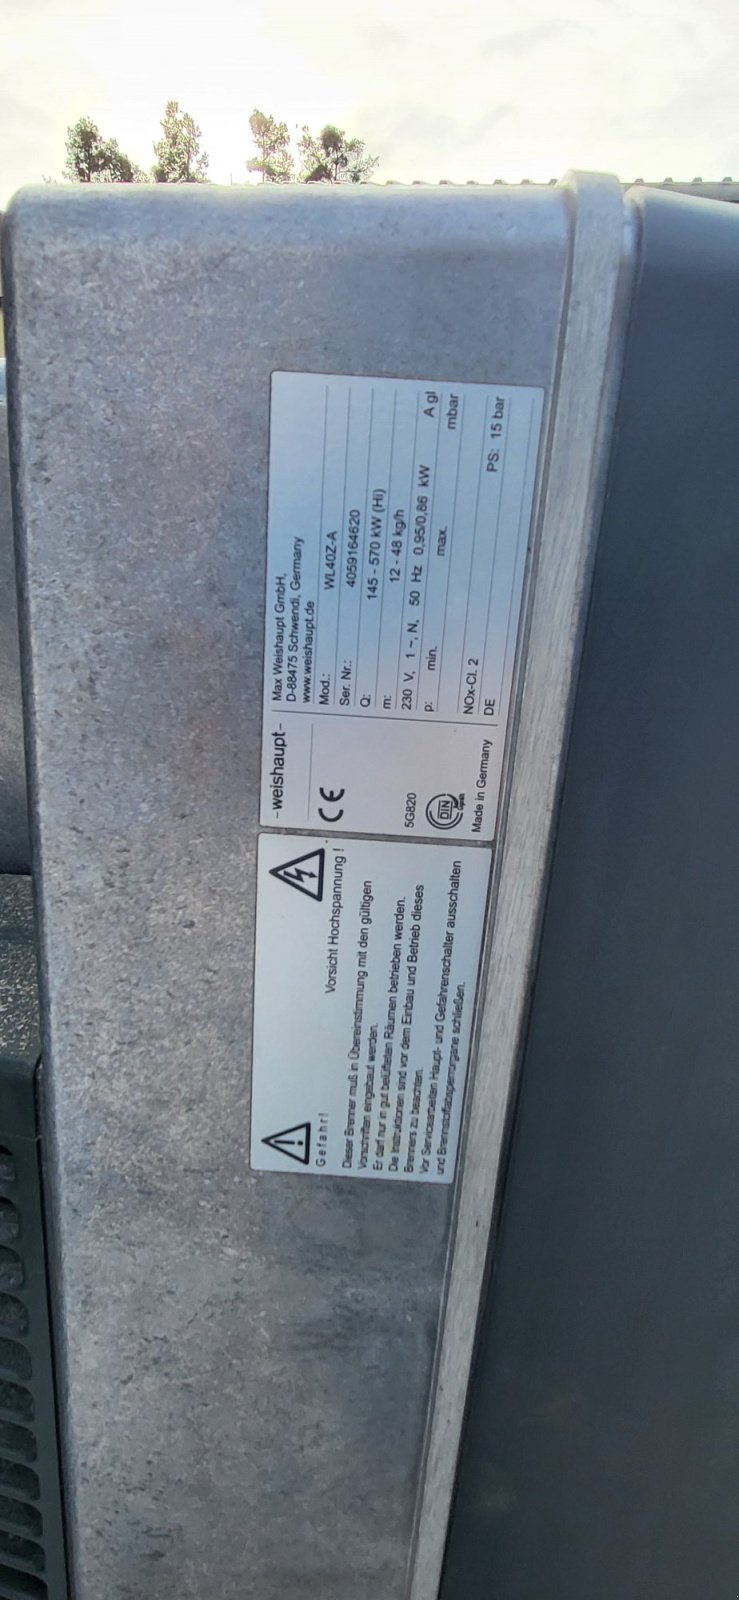 -weishaupt-
Max Weishaupt GmbH,
D-88475 Schwendi, Germany
www.weishaupt.de
CE
Mod.: WL40Z-A
Ser. Nr.: 4059164620
Q: 145 - 570 kW (Hi)
m: 12 - 48 kg/h
5G820
230 V, 1 ~, N, 50 Hz 0,95/0,86 kW A gl
p: min. max. mbar
DIN
NOx-Cl. 2
Made in Germany
DE PS: 15 bar
Gefahr!
Vorsicht Hochspannung !
Dieser Brenner muß in Übereinstimmung mit den gültigen
Vorschriften eingebaut werden.
Er darf nur in gut belüfteten Räumen betrieben werden.
Die Instruktionen sind vor dem Einbau und Betrieb dieses
Brenners zu beachten.
Vor Servicearbeiten Haupt- und Gefahrenschalter ausschalten
und Brennstoffabsperrorgane schließen.